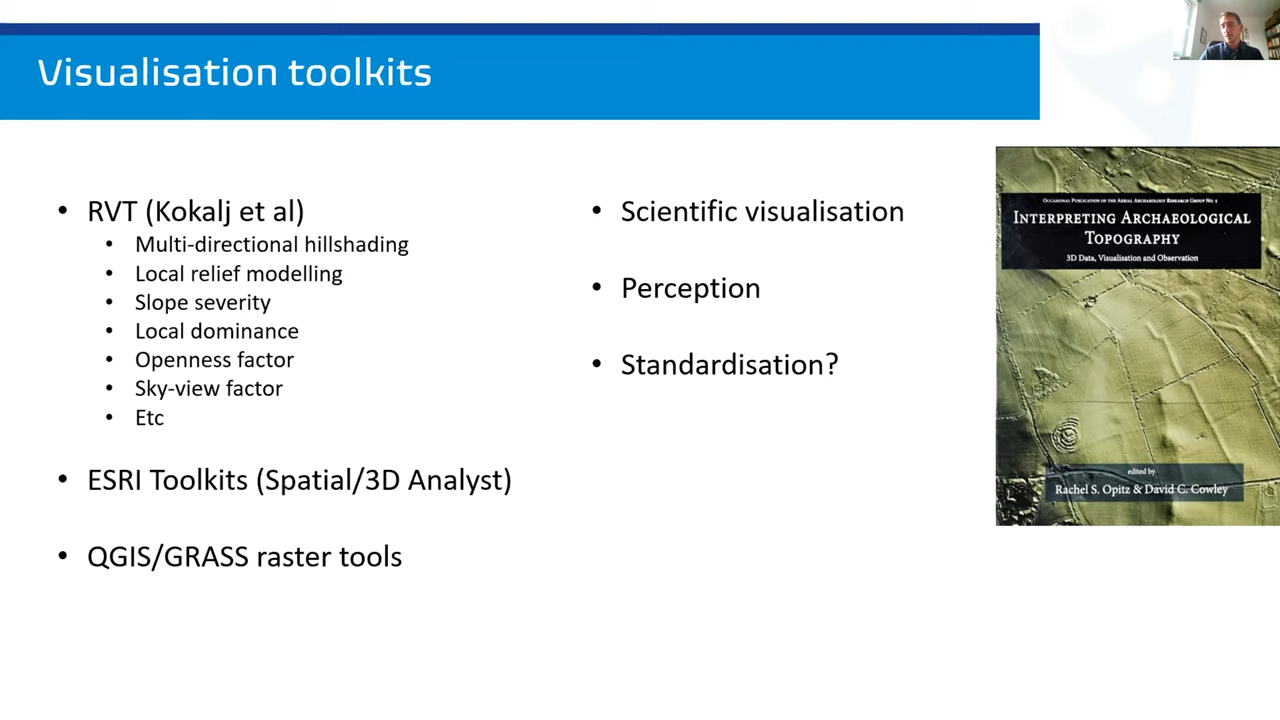 Visualisation toolkits
• RVT (Kokalj et al)
• Multi-directional hillshading
• Local relief modelling
• Slope severity
• Local dominance
• Openness factor
• Sky-view factor
• Etc
• ESRI Toolkits (Spatial/3D Analyst)
• QGIS/GRASS raster tools
• Scientific visualisation
• Perception
• Standardisation?
Occasional Publication of the Aerial Archaeology Research Group No. 5
Interpreting Archaeological
Topography
3D Data, Visualisation and Observation
edited by
Rachel S. Opitz & David C. Cowley